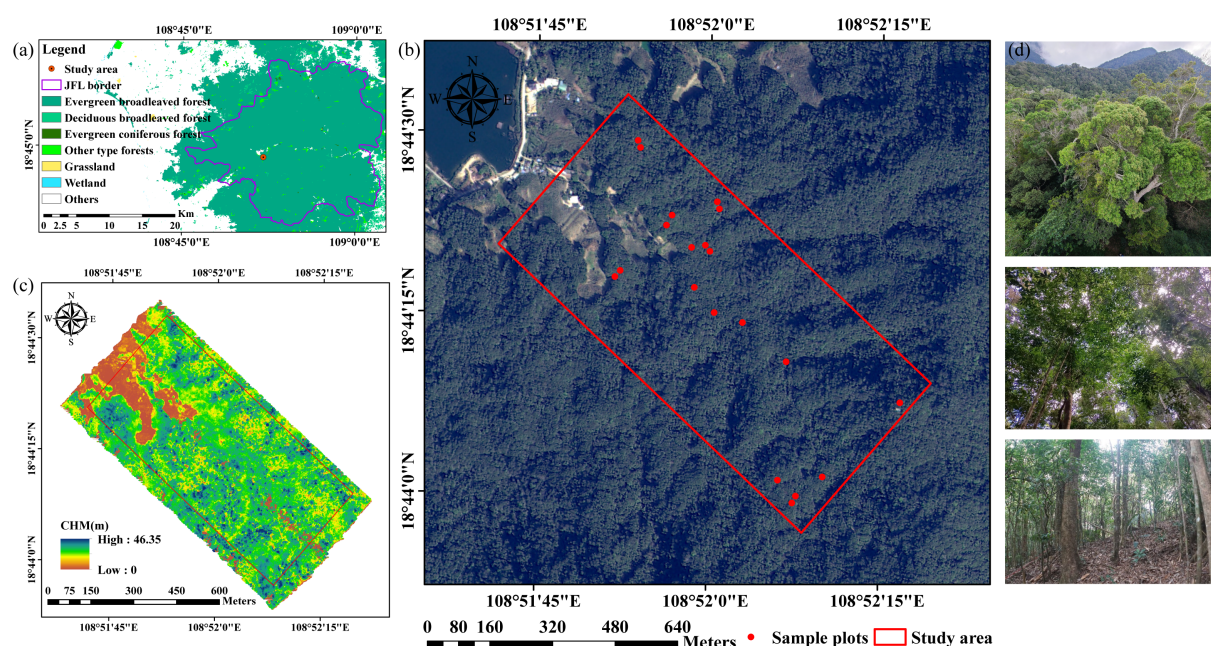 (a)
108°45'0"E
109°0'0"E
18°45'0"N
Legend
Study area
JFL border
Evergreen broadleaved forest
Deciduous broadleaved forest
Evergreen coniferous forest
Other type forests
Grassland
Wetland
Others
Km
0 2.5 5 10 15 20
108°45'0"E
109°0'0"E
(c)
108°51'45"E
108°52'0"E
108°52'15"E
18°44'30"N
18°44'15"N
18°44'0"N
N
W
E
S
CHM(m)
High : 46.35
Low : 0
0 75 150 300 450 600
Meters
108°51'45"E
108°52'0"E
108°52'15"E
(b)
108°51'45"E
108°52'0"E
108°52'15"E
18°44'30"N
18°44'15"N
18°44'0"N
N
W
E
S
108°51'45"E
108°52'0"E
108°52'15"E
0 80 160 320 480 640
Meters
Sample plots
Study area
(d)